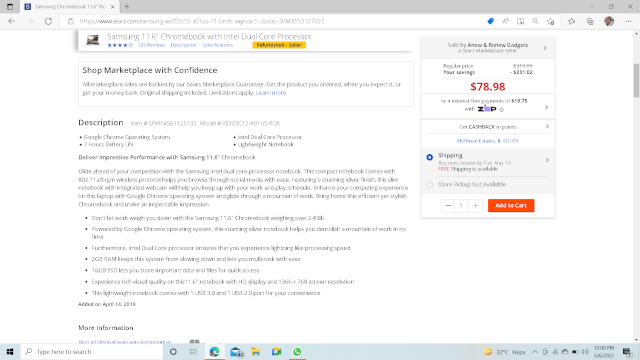 Samsung Chromebook 11.6" No
https://www.sears.com/samsung-xe303c12-a01us-11.6inch-exynos-5-dual/p-SPM8553137927
Samsung 11.6" Chromebook with Intel Dual Core Processor
185 Reviews Description Specifications Refurbished - Seller
Shop Marketplace with Confidence
All marketplace sales are backed by our Sears Marketplace Guarantee. Get the product you ordered, when you expect it, or get your money back. Original shipping included. Limitations apply. Learn more
Description Item # SPM14561125132 Model # XE303C12-A01US-RCB
• Google Chrome Operating System • Intel Dual Core Processor
• 7 Hours Battery Life • Lightweight Notebook
Deliver Impressive Performance with Samsung 11.6" Chromebook
Glide ahead of your competition with the Samsung Intel dual core processor notebook. This compact notebook comes with
802.11a/b/g/n wireless protocol helps you browse through social sites with ease. Featuring a stunning silver finish, this slim
notebook with integrated webcam will help you keep up with your work and play schedule. Enhance your computing experience
on this laptop with Google Chrome operating system and glide through a mountain of work. Bring home this efficient yet stylish
Chromebook and make an impeccable impression.
• Don't let work weigh you down with the Samsung 11.6" Chromebook weighing over 2.43lb
• Powered by Google Chrome operating system, this stunning silver notebook helps you demolish a mountain of work in no
time
• Furthermore, Intel Dual Core processor ensures that you experience lightning like processing speed
• 2GB RAM keeps this system from slowing down and lets you multi-task with ease
• 16GB SSD lets you store important data and files for quick access
• Experience rich visual quality on this 11.6" notebook with HD display and 1366 x 768 screen resolution
• This lightweight notebook comes with 1 USB 3.0 and 1 USB 2.0 port for your convenience
Added on April 14, 2019
More Information
Find additional warranty information
Sold by Anew & Renew Gadgets
a Sears Marketplace seller
Regular price $310.00
Your savings - $231.02
$78.98
or 4 interest free payments of $19.75
with ZIP
Get CASHBACK in points
Hoffman Estates, IL 60169
Shipping
Buy now, receive by Tue, May 10
FREE Shipping is available
Store Pickup Not Available
1
Add to Cart
Type here to search
32°C Haze
12:00 PM
5/6/2022